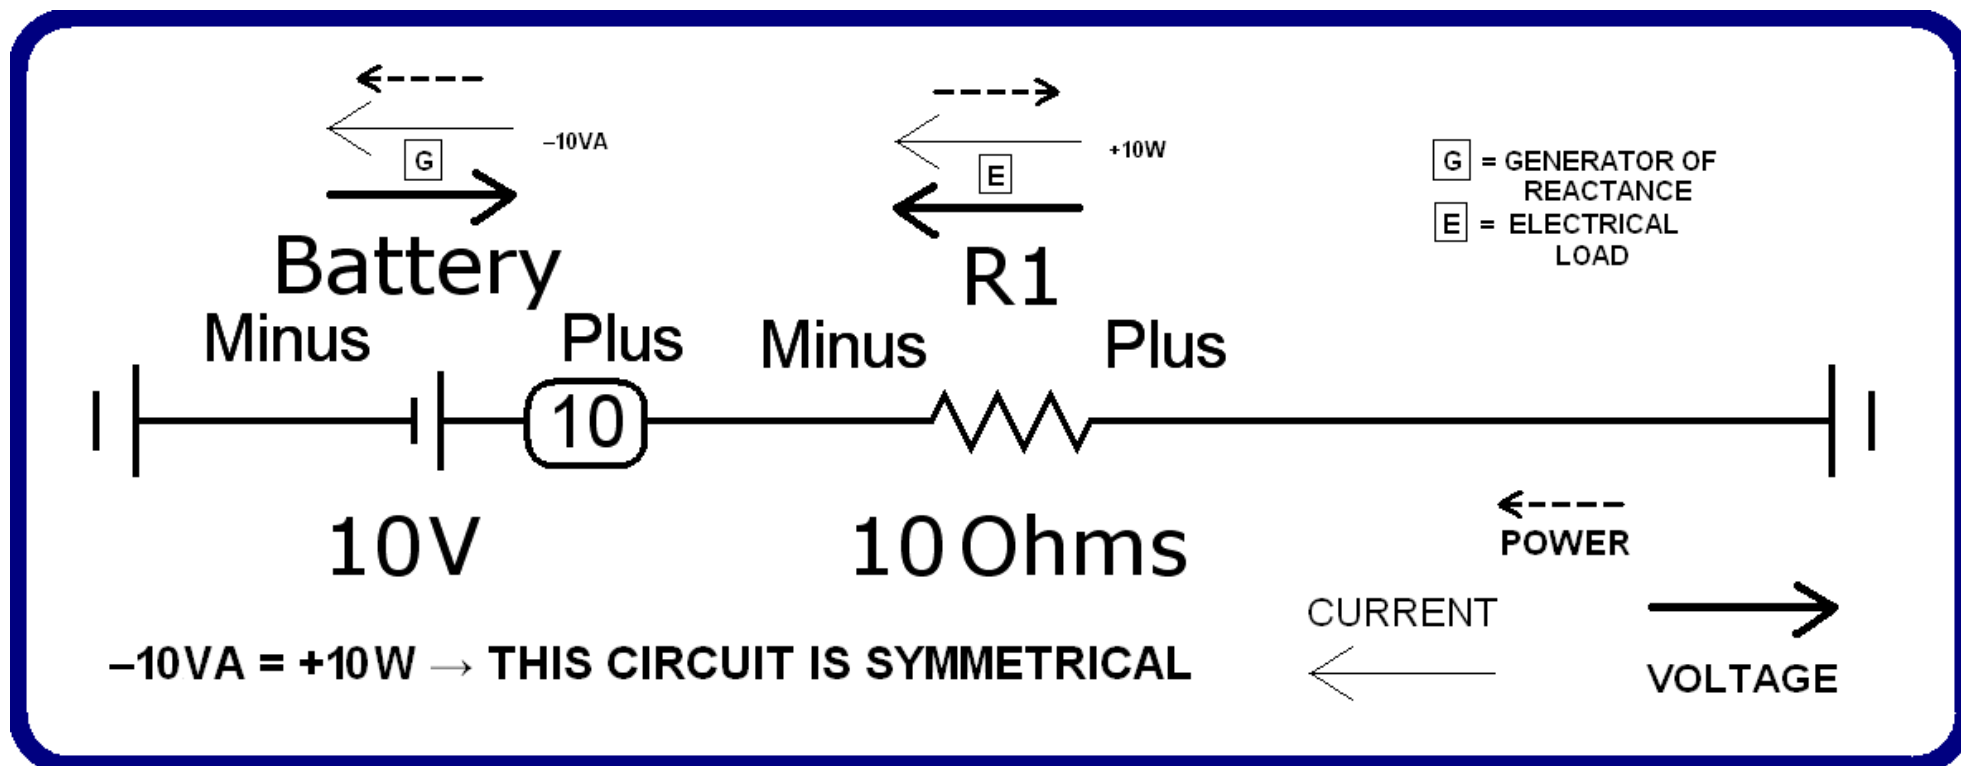 –10VA
G
+10W
E
G = GENERATOR OF
REACTANCE
E = ELECTRICAL
LOAD
Battery
R1
Minus Plus Minus Plus
10
10V
10 Ohms
POWER
CURRENT
VOLTAGE
–10VA = +10W → THIS CIRCUIT IS SYMMETRICAL